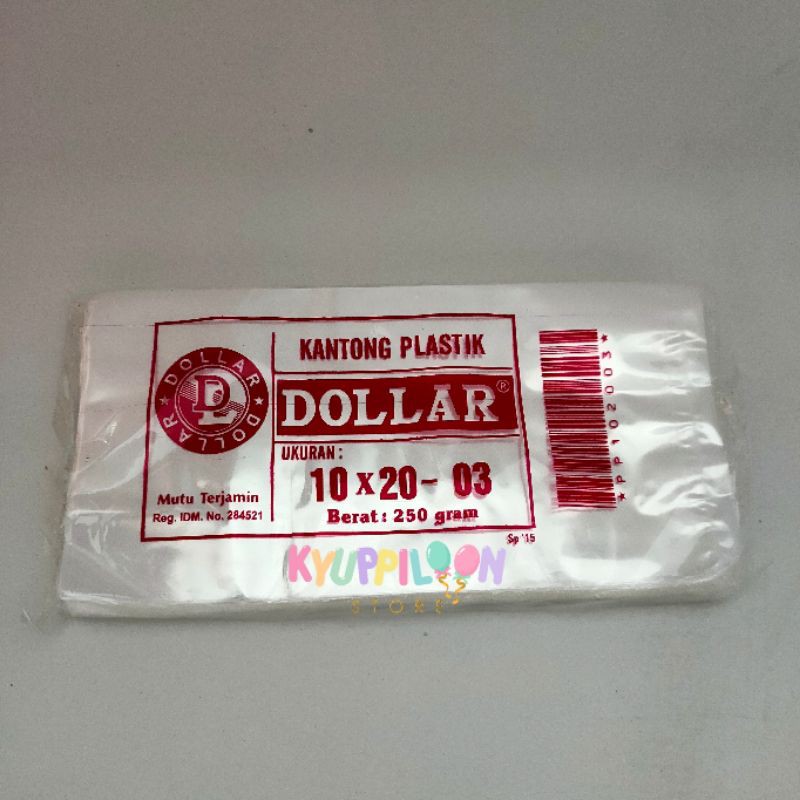 DOLLAR
DL
DOLLAR
Mutu Terjamin
Reg. IDM. No. 284521
KANTONG PLASTIK
DOLLAR ®
UKURAN :
10 x 20 - 03
Berat : 250 gram
Sp '15
*PP102003*
KYUPPILOON
STORE